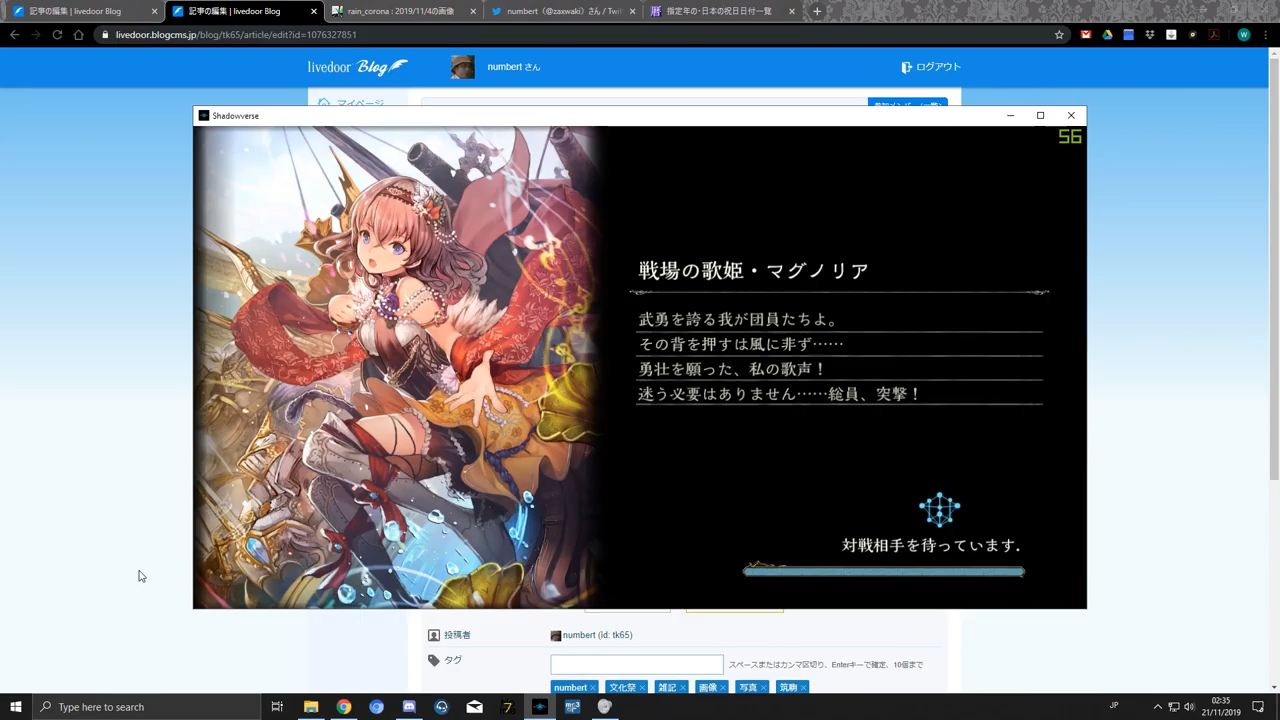 記事の編集 | livedoor Blog
記事の編集 | livedoor Blog
rain_corona : 2019/11/4の画像
numbert（@zaxwaki）さん / Twi
指定年の・日本の祝日日付一覧
livedoor.blogcms.jp/blog/tk65/article/edit?id=1076327851
W
livedoor Blog
numbert さん
ログアウト
マイページ
Shadowverse
56
戦場の歌姫・マグノリア
武勇を誇る我が団員たちよ。
その背を押すは風に非ず……
勇壮を願った、私の歌声！
迷う必要はありません……総員、突撃！
対戦相手を待っています.
投稿者
numbert (id: tk65)
タグ
スペースまたはカンマ区切り、Enterキーで確定、10個まで
numbert ×
文化祭 ×
雑記 ×
画像 ×
写真 ×
筑駒 ×
Type here to search
JP
02:35
21/11/2019